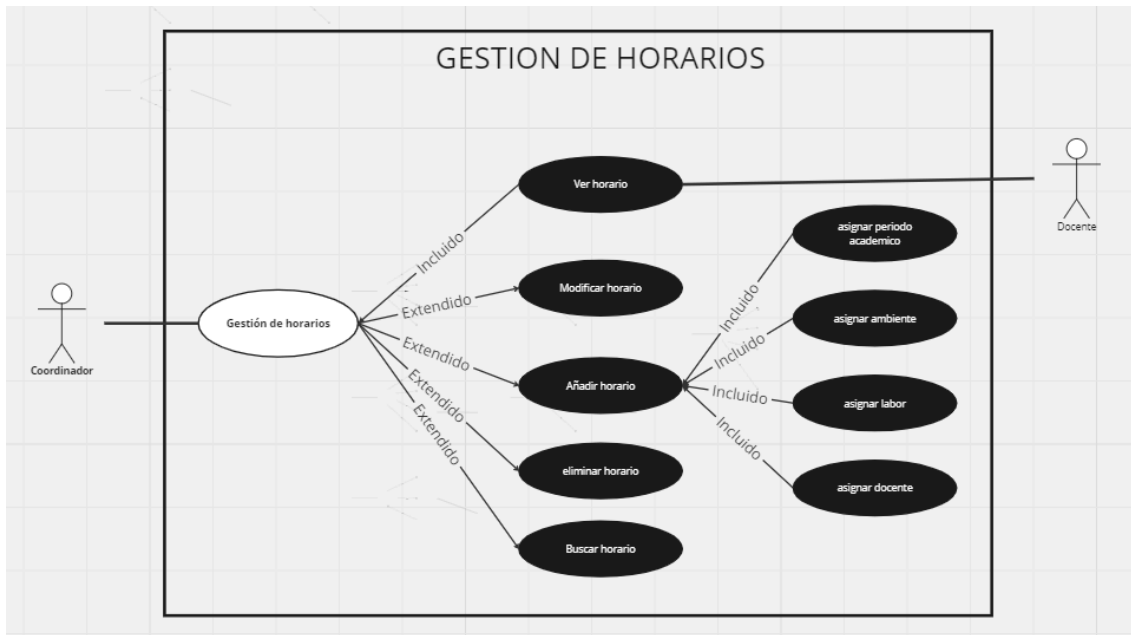 GESTION DE HORARIOS
Ver horario
Docente
asignar periodo
academico
Incluido
Modificar horario
Extendido
Incluido
asignar ambiente
Gestión de horarios
Coordinador
Extendido
Incluido
Añadir horario
Incluido
asignar labor
Extendido
Incluido
Extendido
eliminar horario
asignar docente
Buscar horario